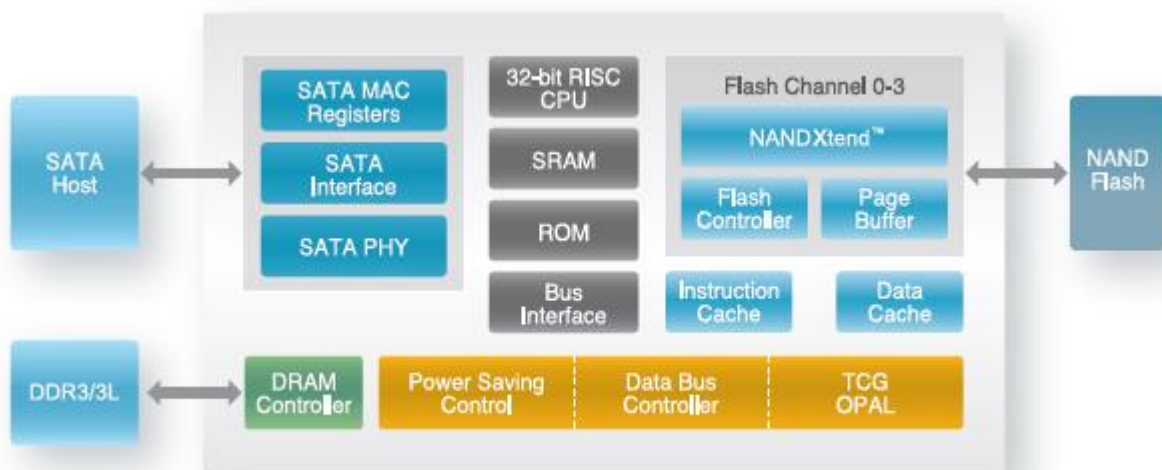 SATA
Host
SATA MAC
Registers
SATA
Interface
SATA PHY
32-bit RISC
CPU
SRAM
ROM
Bus
Interface
Flash Channel 0-3
NANDXtend™
Flash
Controller
Page
Buffer
Instruction
Cache
Data
Cache
NAND
Flash
DDR3/3L
DRAM
Controller
Power Saving
Control
Data Bus
Controller
TCG
OPAL